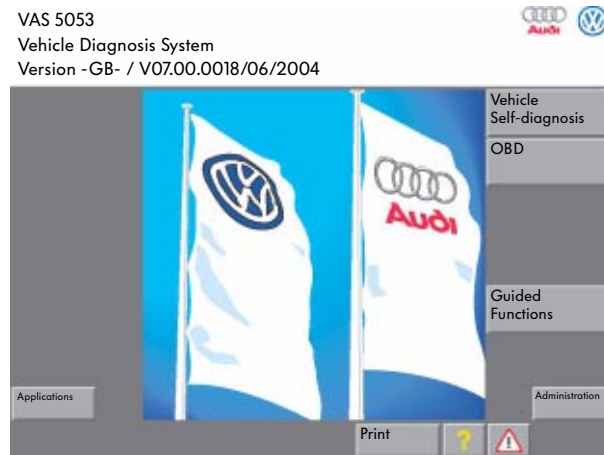 VAS 5053
Vehicle Diagnosis System
Version -GB- / V07.00.0018/06/2004
Audi
Vehicle
Self-diagnosis
OBD
Audi
Guided
Functions
Applications
Administration
Print
?